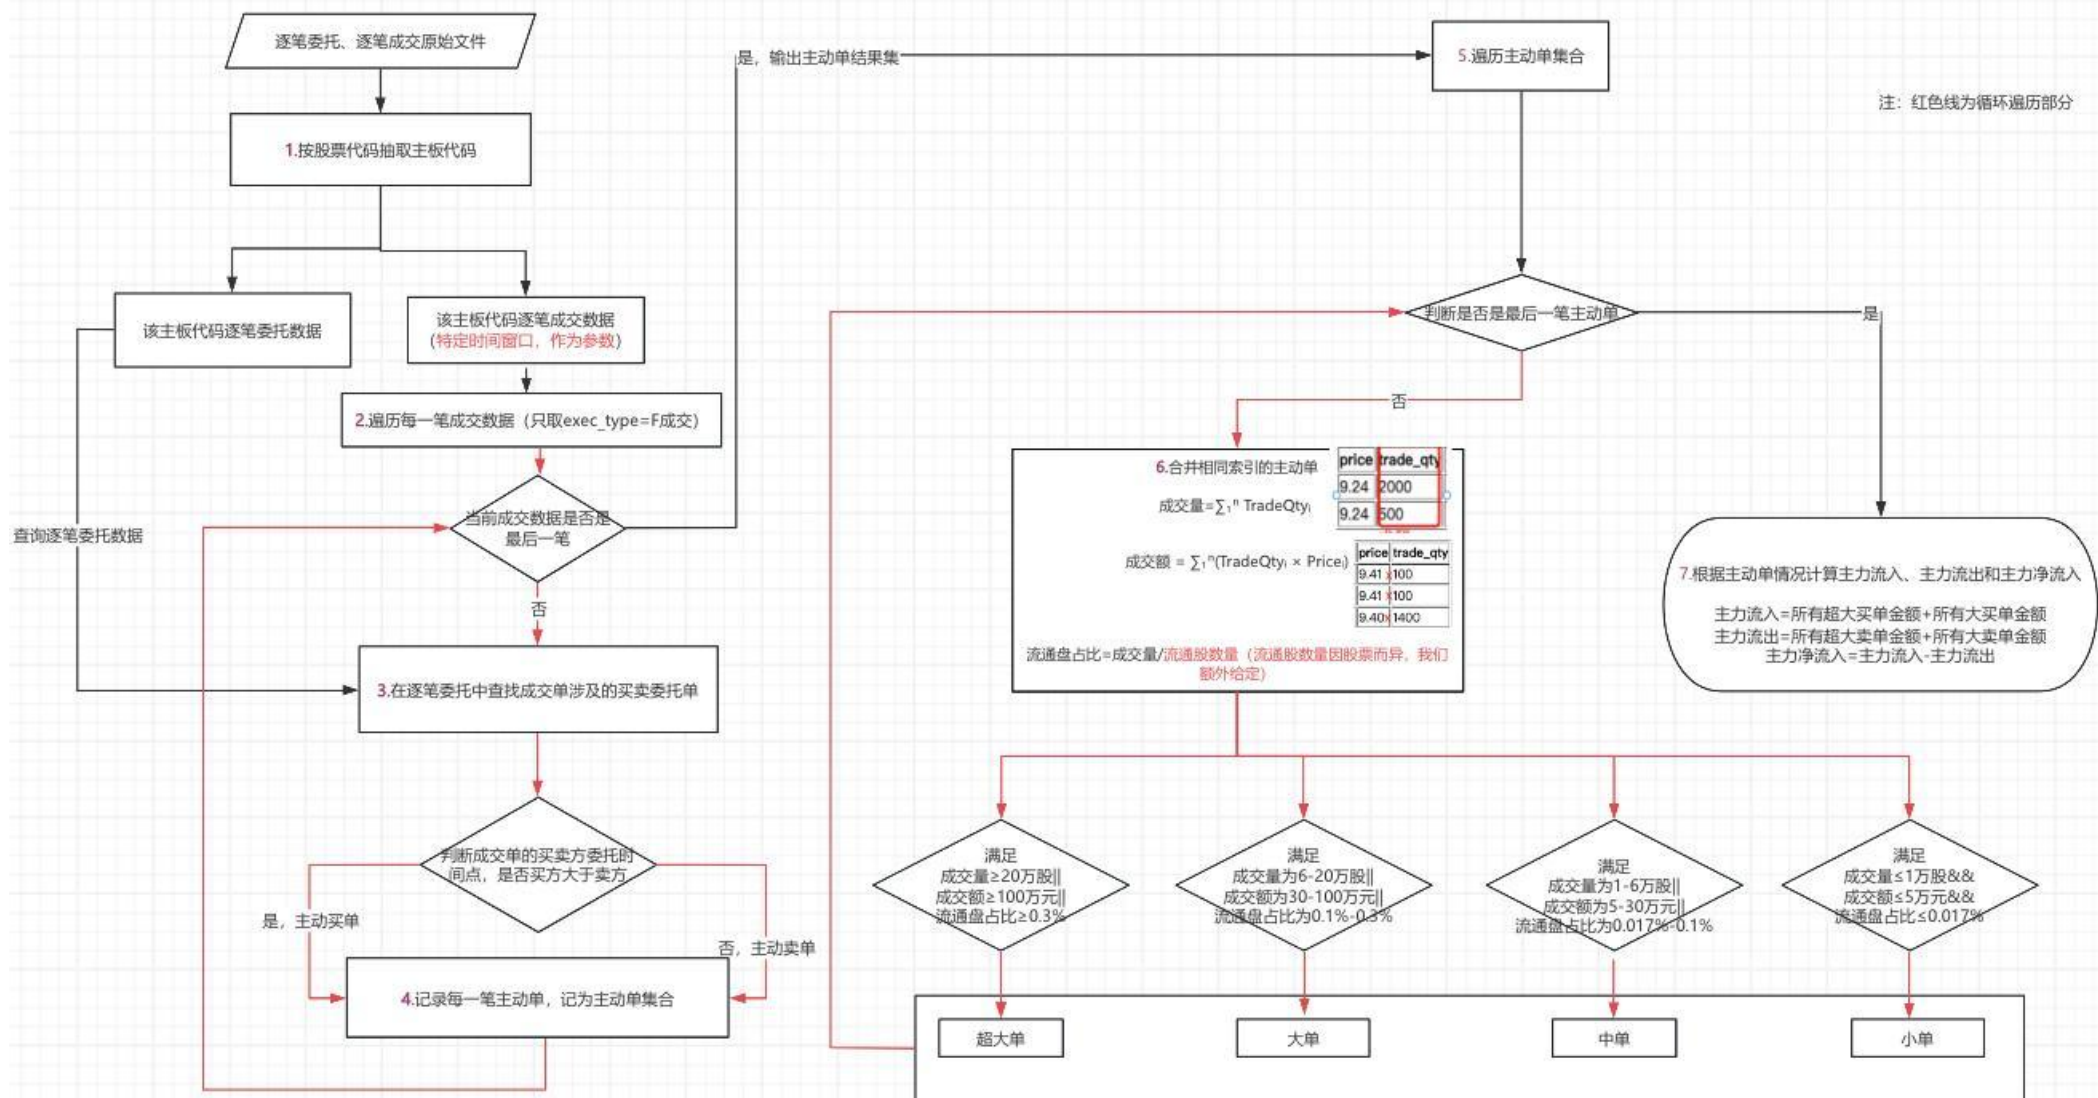 逐笔委托、逐笔成交原始文件
1.按股票代码抽取主板代码
该主板代码逐笔委托数据
该主板代码逐笔成交数据
(特定时间窗口，作为参数)
2.遍历每一笔成交数据（只取exec_type=F成交）
当前成交数据是否是
最后一笔
否
查询逐笔委托数据
3.在逐笔委托中查找成交单涉及的买卖委托单
判断成交单的买卖方委托时
间点，是否买方大于卖方
是，主动买单
否，主动卖单
4.记录每一笔主动单，记为主动单集合
是，输出主动单结果集
5.遍历主动单集合
注：红色线为循环遍历部分
判断是否是最后一笔主动单
是
否
6.合并相同索引的主动单
price trade_qty
9.24 2000
9.24 500
成交量=∑₁ⁿ TradeQtyᵢ
成交额 = ∑₁ⁿ(TradeQtyᵢ × Priceᵢ)
price trade_qty
9.41 x 100
9.41 x 100
9.40 x 1400
流通盘占比=成交量/流通股数量（流通股数量因股票而异，我们
额外给定）
7.根据主动单情况计算主力流入、主力流出和主力净流入
主力流入=所有超大买单金额+所有大买单金额
主力流出=所有超大卖单金额+所有大卖单金额
主力净流入=主力流入-主力流出
满足
成交量≥20万股||
成交额≥100万元||
流通盘占比≥0.3%
满足
成交量为6-20万股||
成交额为30-100万元||
流通盘占比为0.1%-0.3%
满足
成交量为1-6万股||
成交额为5-30万元||
流通盘占比为0.017%-0.1%
满足
成交量≤1万股&&
成交额≤5万元&&
流通盘占比≤0.017%
超大单
大单
中单
小单